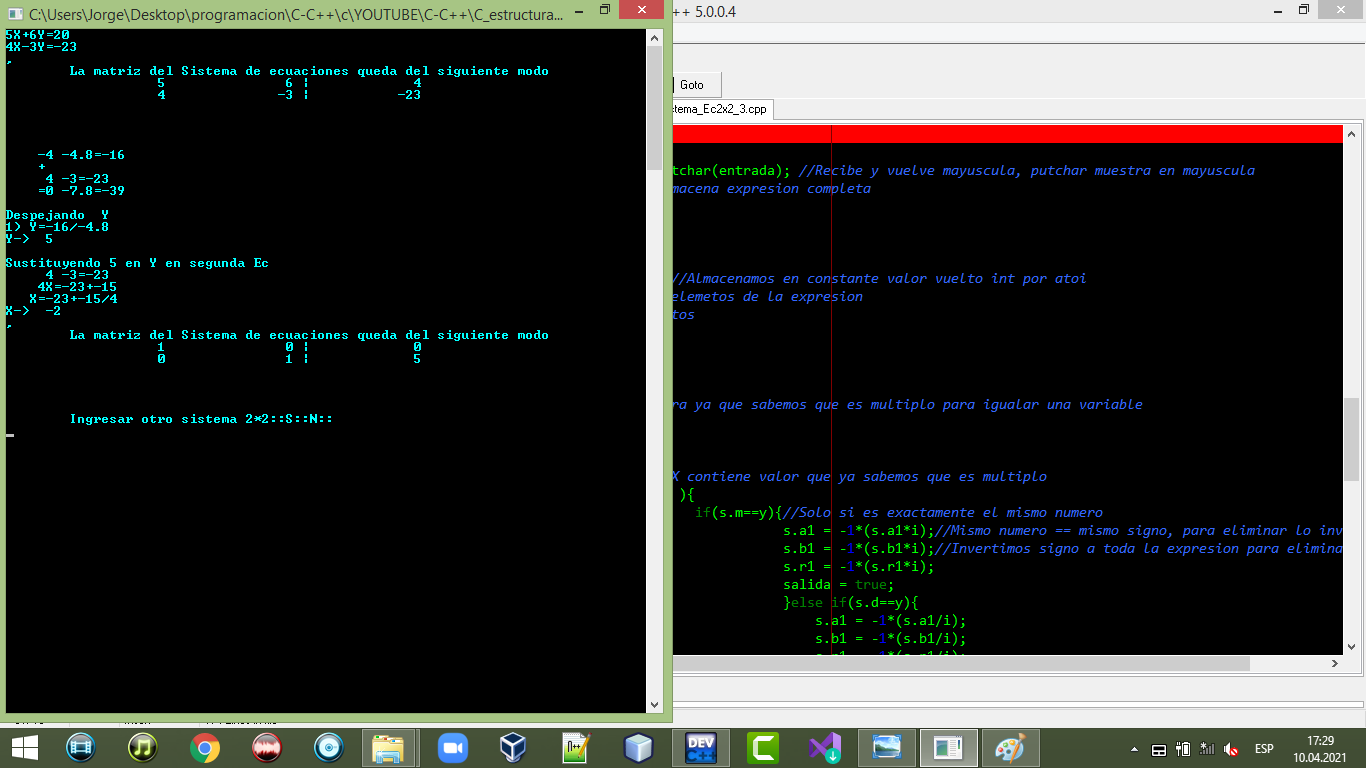 C:\Users\Jorge\Desktop\programacion\C-C++\c\YOUTUBE\C-C++\C_estructura...
++ 5.0.0.4
5X+6Y=20
4X-3Y=-23
La matriz del Sistema de ecuaciones queda del siguiente modo
5 6 ¦ 4
4 -3 ¦ -23
-4 -4.8=-16
+
4 -3=-23
=0 -7.8=-39
Despejando Y
1) Y=-16/-4.8
Y-> 5
Sustituyendo 5 en Y en segunda Ec
4 -3=-23
4X=-23+-15
X=-23+-15/4
X-> -2
La matriz del Sistema de ecuaciones queda del siguiente modo
1 0 ¦ 0
0 1 ¦ 5
Ingresar otro sistema 2*2::S::N::
Goto
stema_Ec2x2_3.cpp
tchar(entrada); //Recibe y vuelve mayuscula, putchar muestra en mayuscula
macena expresion completa
//Almacenamos en constante valor vuelto int por atoi
elemetos de la expresion
tos
ra ya que sabemos que es multiplo para igualar una variable
X contiene valor que ya sabemos que es multiplo
){
if(s.m==y){//Solo si es exactamente el mismo numero
s.a1 = -1*(s.a1*i);//Mismo numero == mismo signo, para eliminar lo inv
s.b1 = -1*(s.b1*i);//Invertimos signo a toda la expresion para elimina
s.r1 = -1*(s.r1*i);
salida = true;
}else if(s.d==y){
s.a1 = -1*(s.a1/i);
s.b1 = -1*(s.b1/i);
N++
DEV
C++
ESP
17:29
10.04.2021